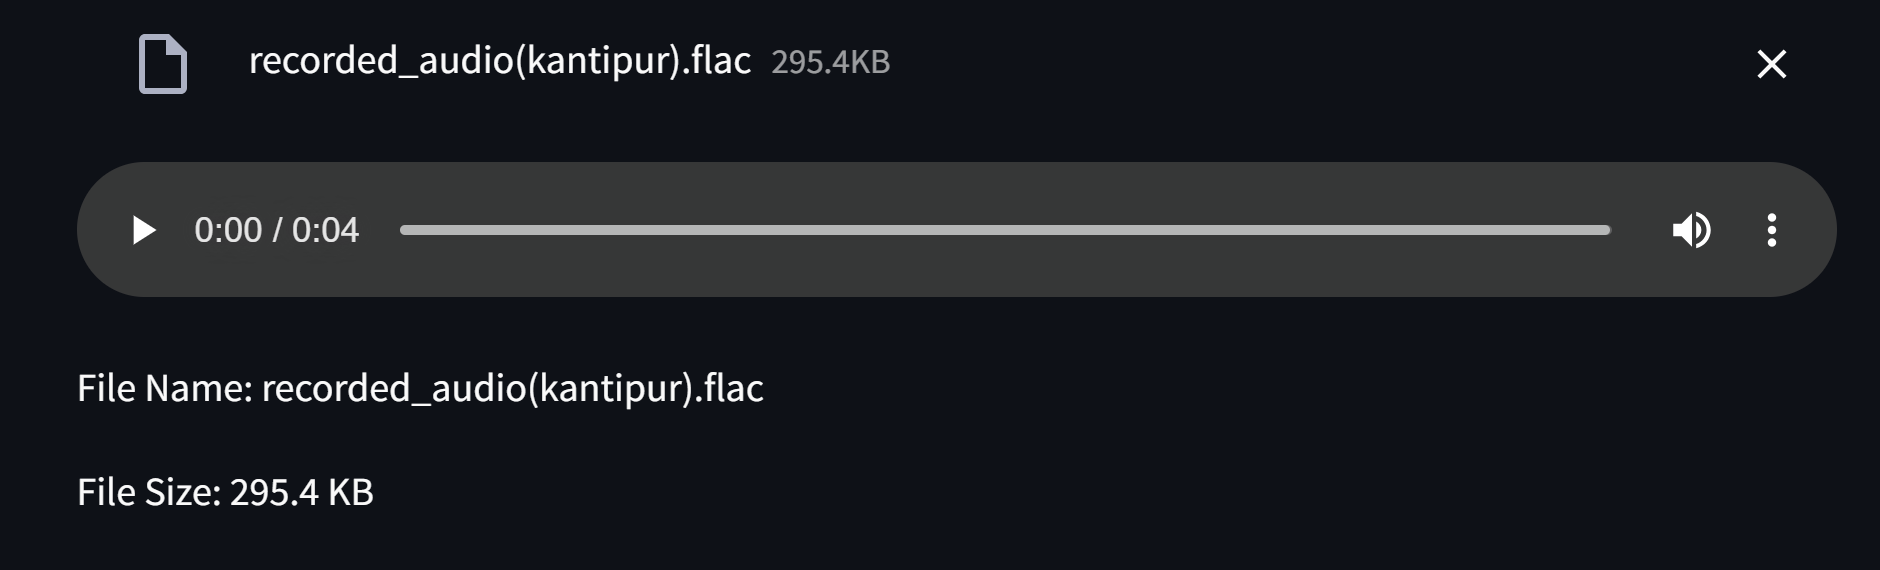 recorded_audio(kantipur).flac 295.4KB
0:00 / 0:04
File Name: recorded_audio(kantipur).flac
File Size: 295.4 KB